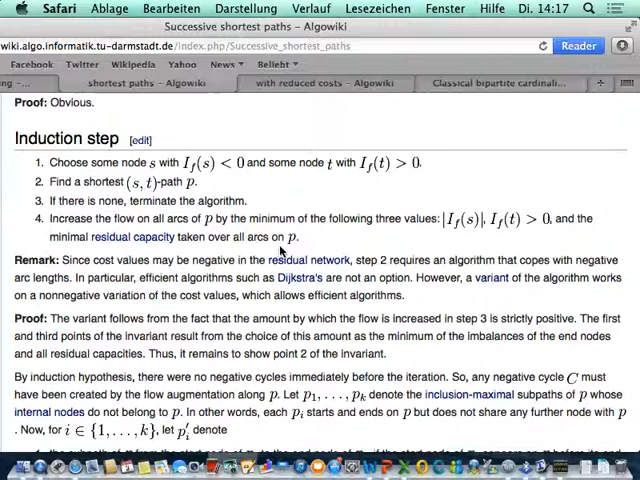 Safari Ablage Bearbeiten Darstellung Verlauf Lesezeichen Fenster Di. 14:17
Successive shortest paths – Algowiki
wiki.algo.informatik.tu-darmstadt.de/index.php/Successive_shortest_paths Reader
Facebook Twitter Wikipedia Yahoo News▼ Beliebt▼
ng –... shortest paths – Algowiki with reduced costs – Algowiki Classical bipartite cardinali...
Proof: Obvious.
Induction step [edit]
1. Choose some node s with I_f(s) < 0 and some node t with I_f(t) > 0.
2. Find a shortest (s, t)-path p.
3. If there is none, terminate the algorithm.
4. Increase the flow on all arcs of p by the minimum of the following three values: |I_f(s)|, I_f(t) > 0, and the
minimal residual capacity taken over all arcs on p.
Remark: Since cost values may be negative in the residual network, step 2 requires an algorithm that copes with negative
arc lengths. In particular, efficient algorithms such as Dijkstra's are not an option. However, a variant of the algorithm works
on a nonnegative variation of the cost values, which allows efficient algorithms.
Proof: The variant follows from the fact that the amount by which the flow is increased in step 3 is strictly positive. The first
and third points of the invariant result from the choice of this amount as the minimum of the imbalances of the end nodes
and all residual capacities. Thus, it remains to show point 2 of the invariant.
By induction hypothesis, there were no negative cycles immediately before the iteration. So, any negative cycle C must
have been created by the flow augmentation along p. Let p_1, . . . , p_k denote the inclusion-maximal subpaths of p whose
internal nodes do not belong to p. In other words, each p_i starts and ends on p but does not share any further node with p
. Now, for i ∈ {1, . . . , k}, let p'_i denote